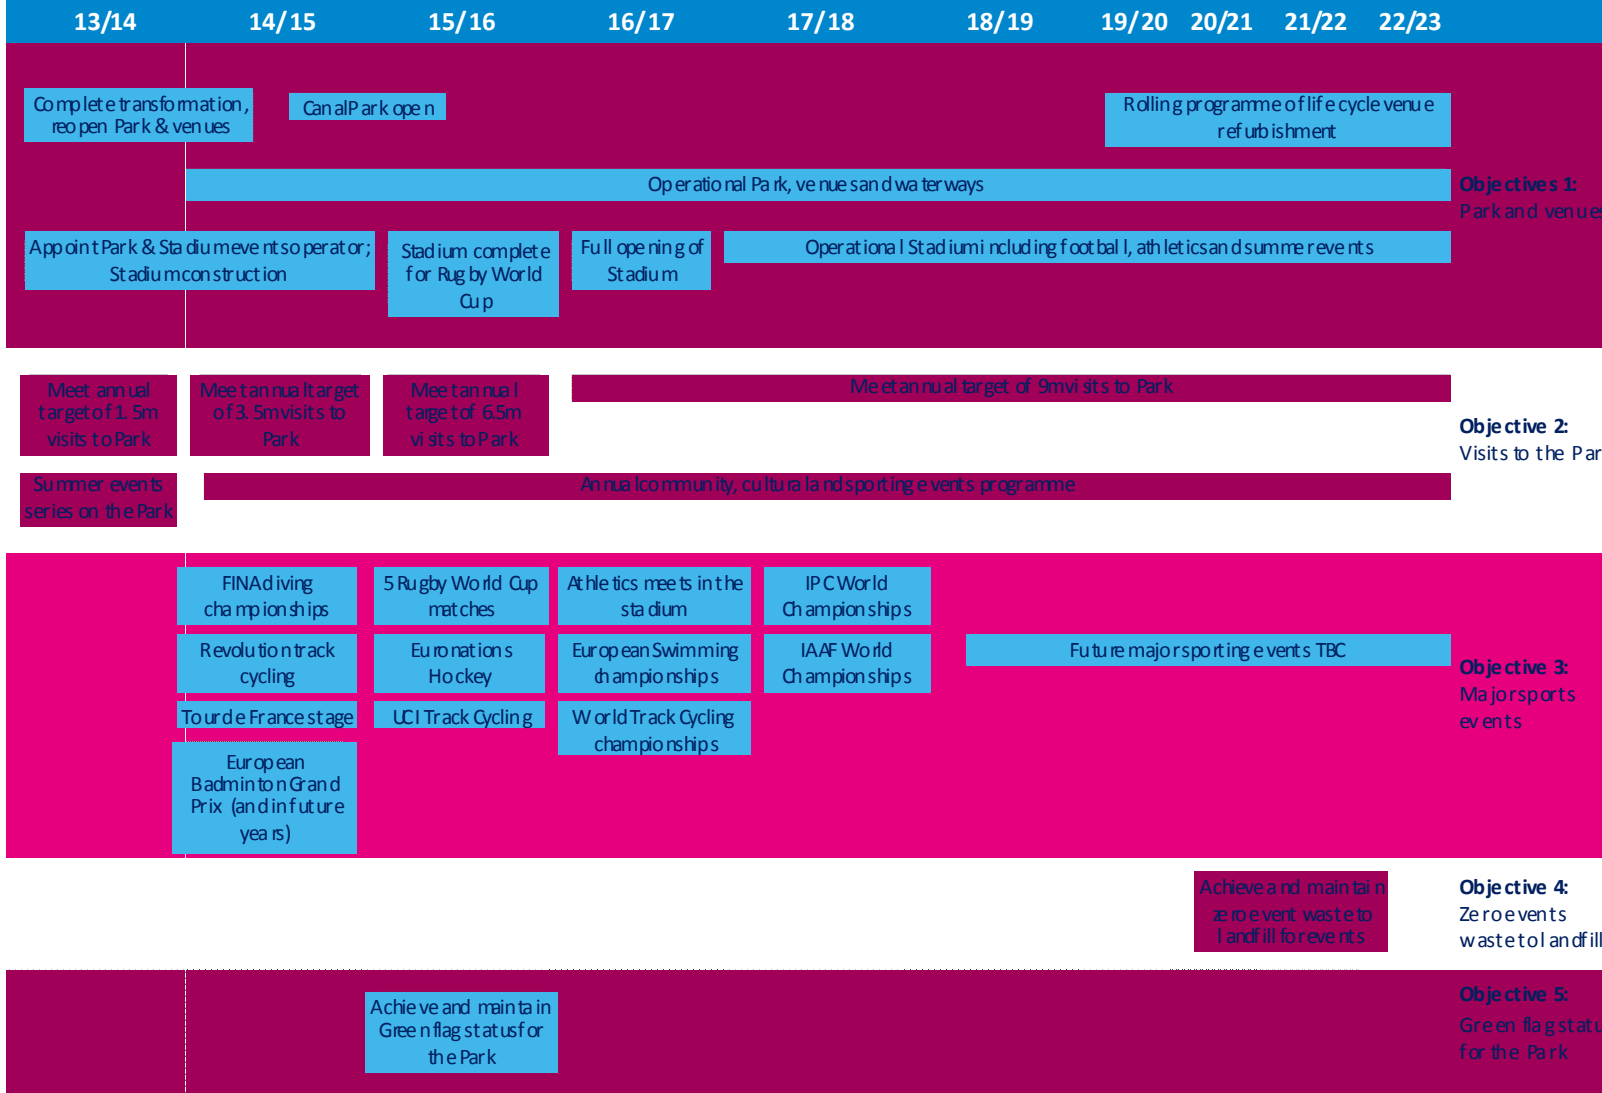 13/14 14/15 15/16 16/17 17/18 18/19 19/20 20/21 21/22 22/23
Complete transformation,
reopen Park & venues
Canal Park open
Rolling programme of life cycle venue
refurbishment
Operational Park, venues and waterways
Objectives 1:
Park and venues
Appoint Park & Stadium events operator;
Stadium construction
Stadium complete
for Rugby World
Cup
Full opening of
Stadium
Operational Stadium including football, athletics and summer events
Meet annual
target of 1.5m
visits to Park
Meet annual target
of 3.5m visits to
Park
Meet annual
target of 6.5m
visits to Park
Meet annual target of 9m visits to Park
Objective 2:
Visits to the Par
Summer events
series on the Park
Annual community, cultural and sporting events programme
FINA diving
championships
5 Rugby World Cup
matches
Athletics meets in the
stadium
IPC World
Championships
Revolution track
cycling
Euronations
Hockey
European Swimming
championships
IAAF World
Championships
Future major sporting events TBC
Objective 3:
Major sports
events
Tour de France stage
UCI Track Cycling
World Track Cycling
championships
European
Badminton Grand
Prix (and in future
years)
Achieve and maintain
zero event waste to
landfill for events
Objective 4:
Zero events
waste to landfill
Achieve and maintain
Green flag status for
the Park
Objective 5:
Green flag statu
for the Park